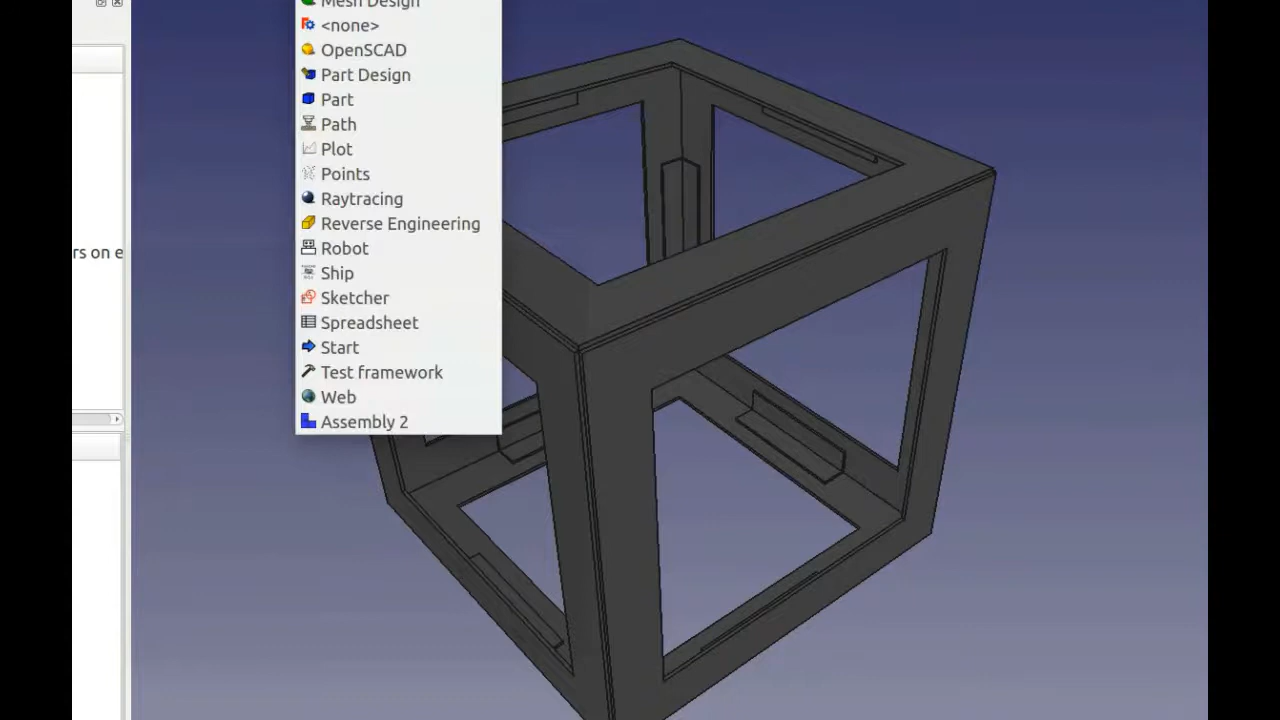 Mesh Design
<none>
OpenSCAD
Part Design
Part
Path
Plot
Points
Raytracing
Reverse Engineering
Robot
rs on e
Ship
Sketcher
Spreadsheet
Start
Test framework
Web
Assembly 2